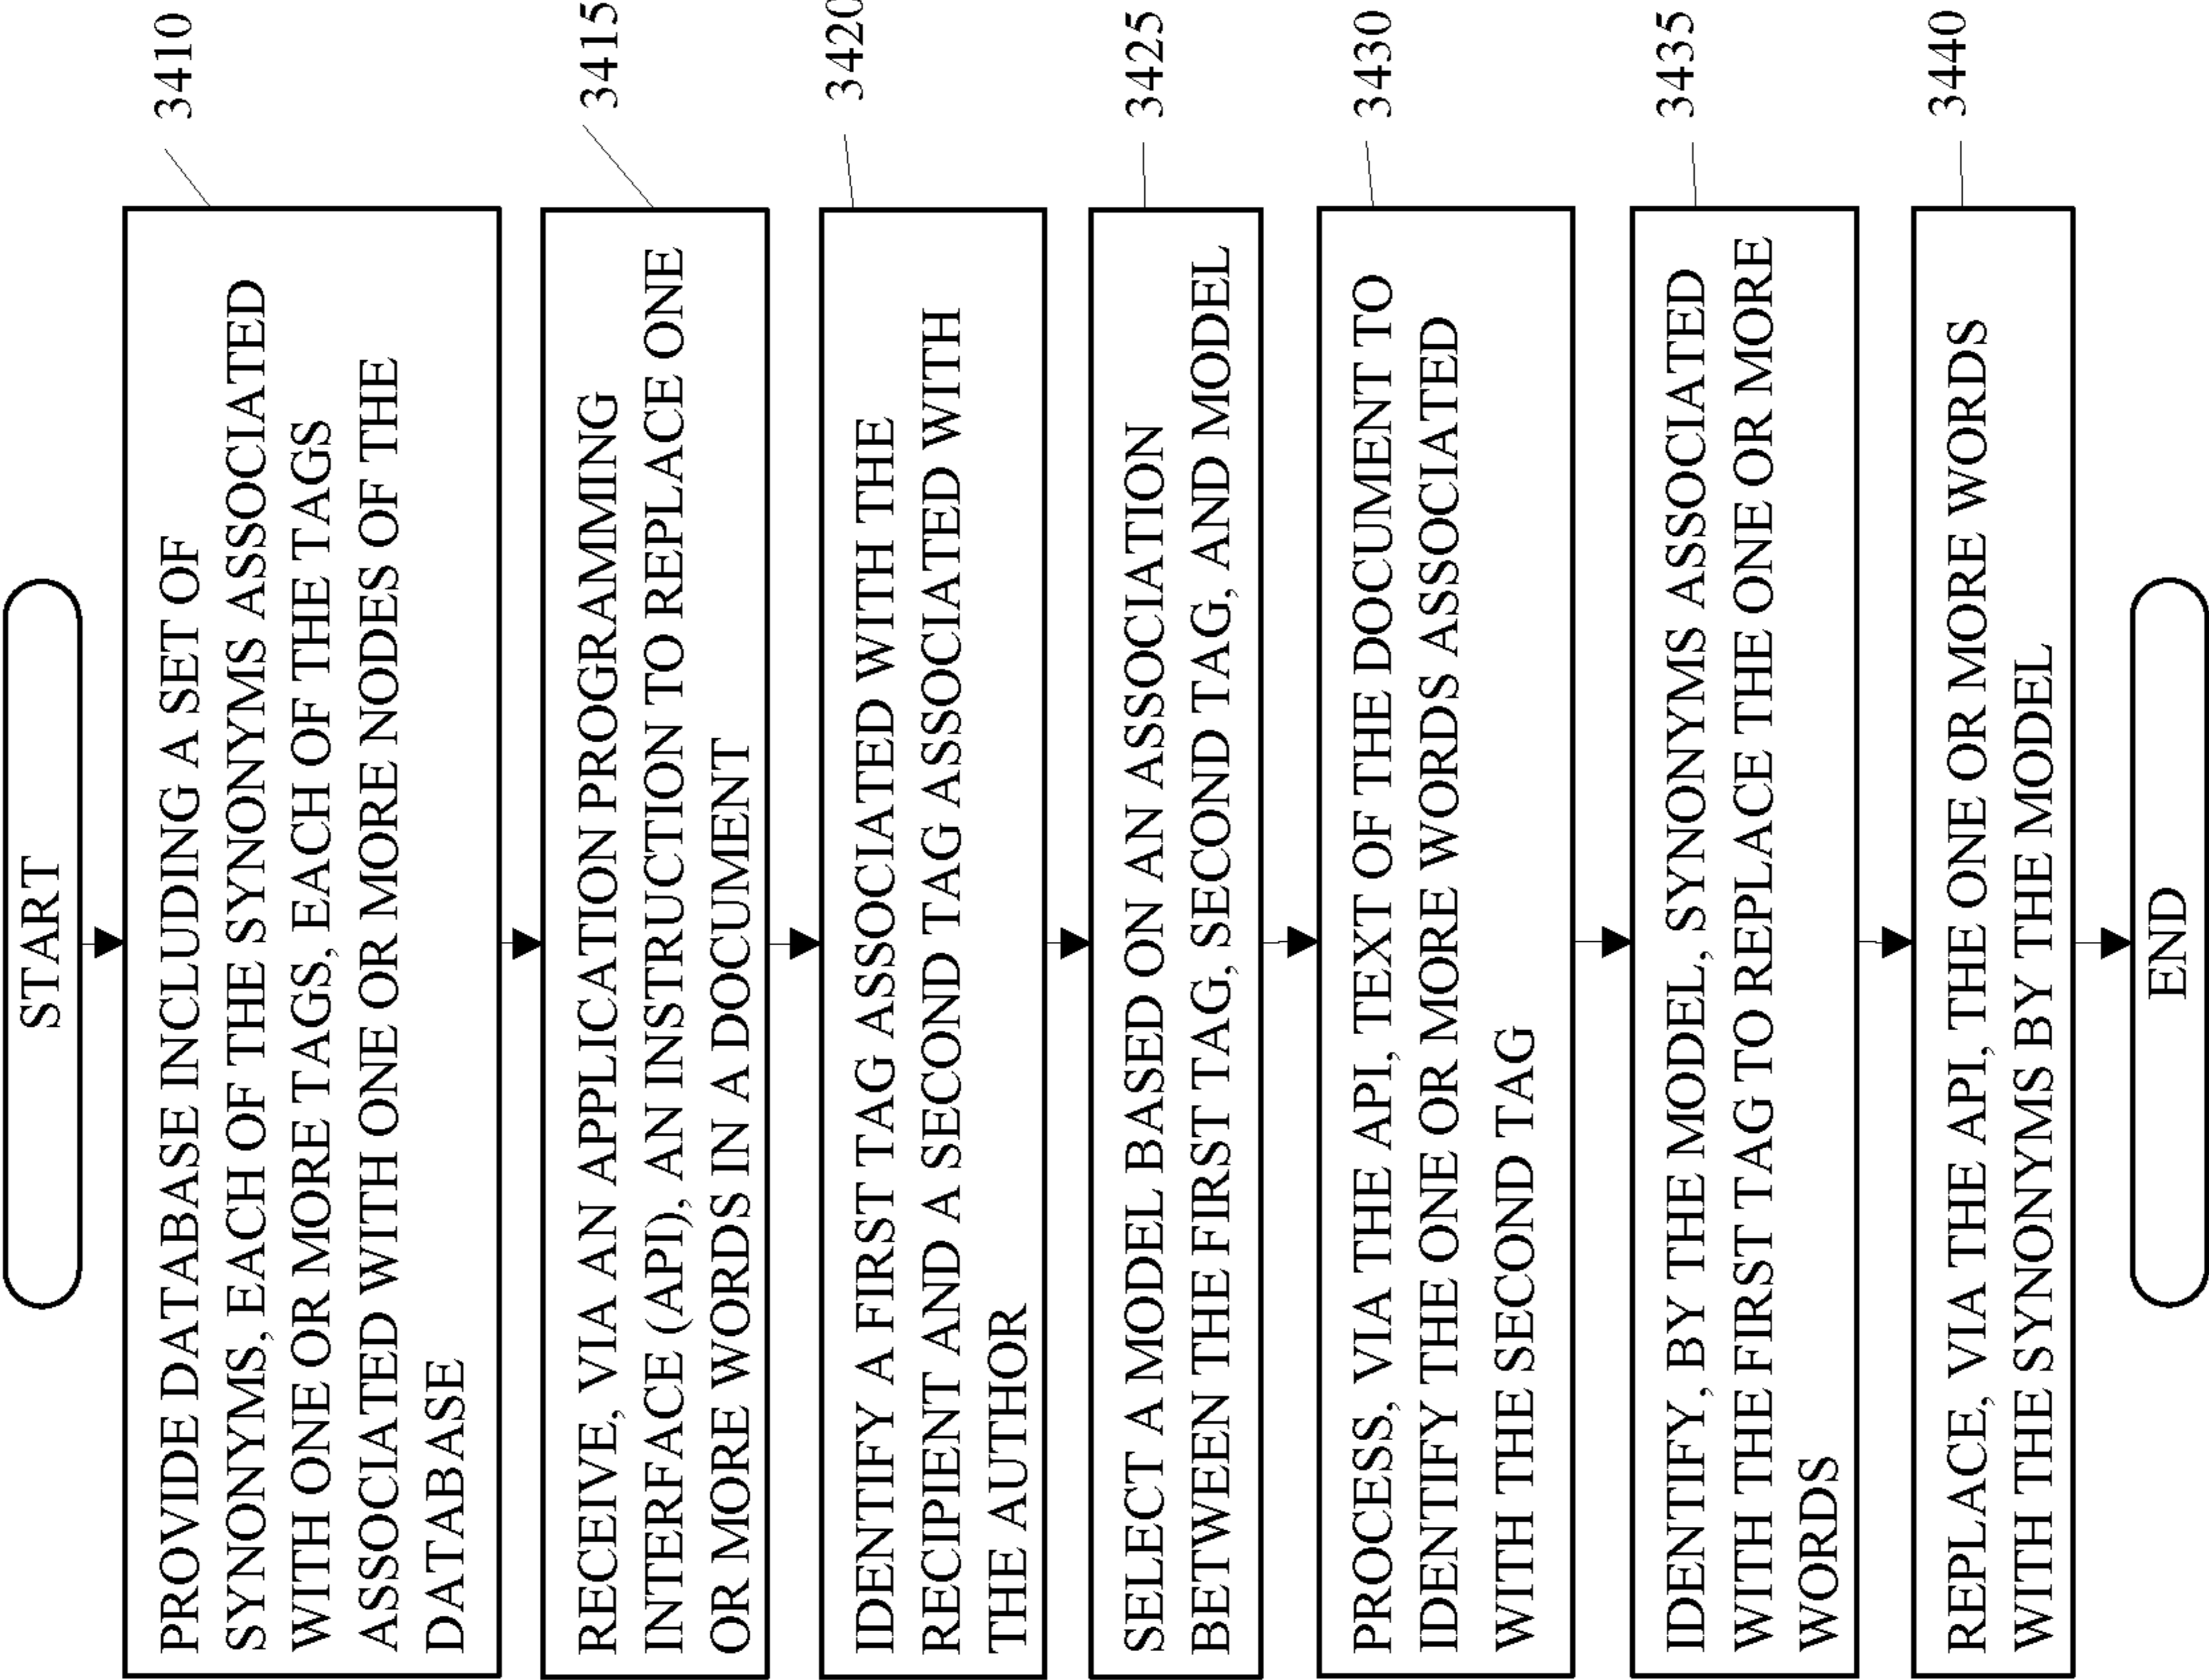 START
PROVIDE DATABASE INCLUDING A SET OF
SYNONYMS, EACH OF THE SYNONYMS ASSOCIATED
WITH ONE OR MORE TAGS, EACH OF THE TAGS
ASSOCIATED WITH ONE OR MORE NODES OF THE
DATABASE
3410
RECEIVE, VIA AN APPLICATION PROGRAMMING
INTERFACE (API), AN INSTRUCTION TO REPLACE ONE
OR MORE WORDS IN A DOCUMENT
3415
IDENTIFY A FIRST TAG ASSOCIATED WITH THE
RECIPIENT AND A SECOND TAG ASSOCIATED WITH
THE AUTHOR
3420
SELECT A MODEL BASED ON AN ASSOCIATION
BETWEEN THE FIRST TAG, SECOND TAG, AND MODEL
3425
PROCESS, VIA THE API, TEXT OF THE DOCUMENT TO
IDENTIFY THE ONE OR MORE WORDS ASSOCIATED
WITH THE SECOND TAG
3430
IDENTIFY, BY THE MODEL, SYNONYMS ASSOCIATED
WITH THE FIRST TAG TO REPLACE THE ONE OR MORE
WORDS
3435
REPLACE, VIA THE API, THE ONE OR MORE WORDS
WITH THE SYNONYMS BY THE MODEL
3440
END